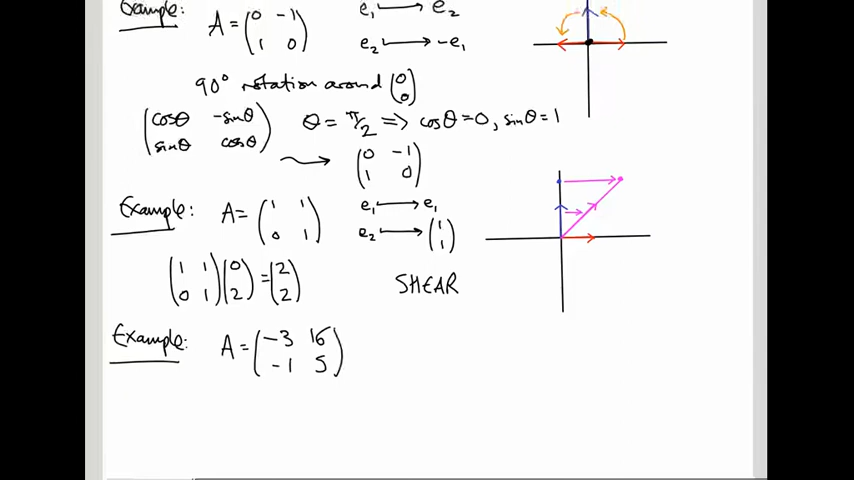 Example: A = (0 -1
1 0) e₁ ⟼ e₂
e₂ ⟼ -e₁
90° rotation around (0
0)
(cosθ -sinθ
sinθ cosθ) θ = π/2 ⟹ cosθ = 0, sinθ = 1
⇝ (0 -1
1 0)
Example: A = (1 1
0 1) e₁ ⟼ e₁
e₂ ⟼ (1
1)
(1 1
0 1)(0
2) = (2
2)
SHEAR
Example: A = (-3 16
-1 5)